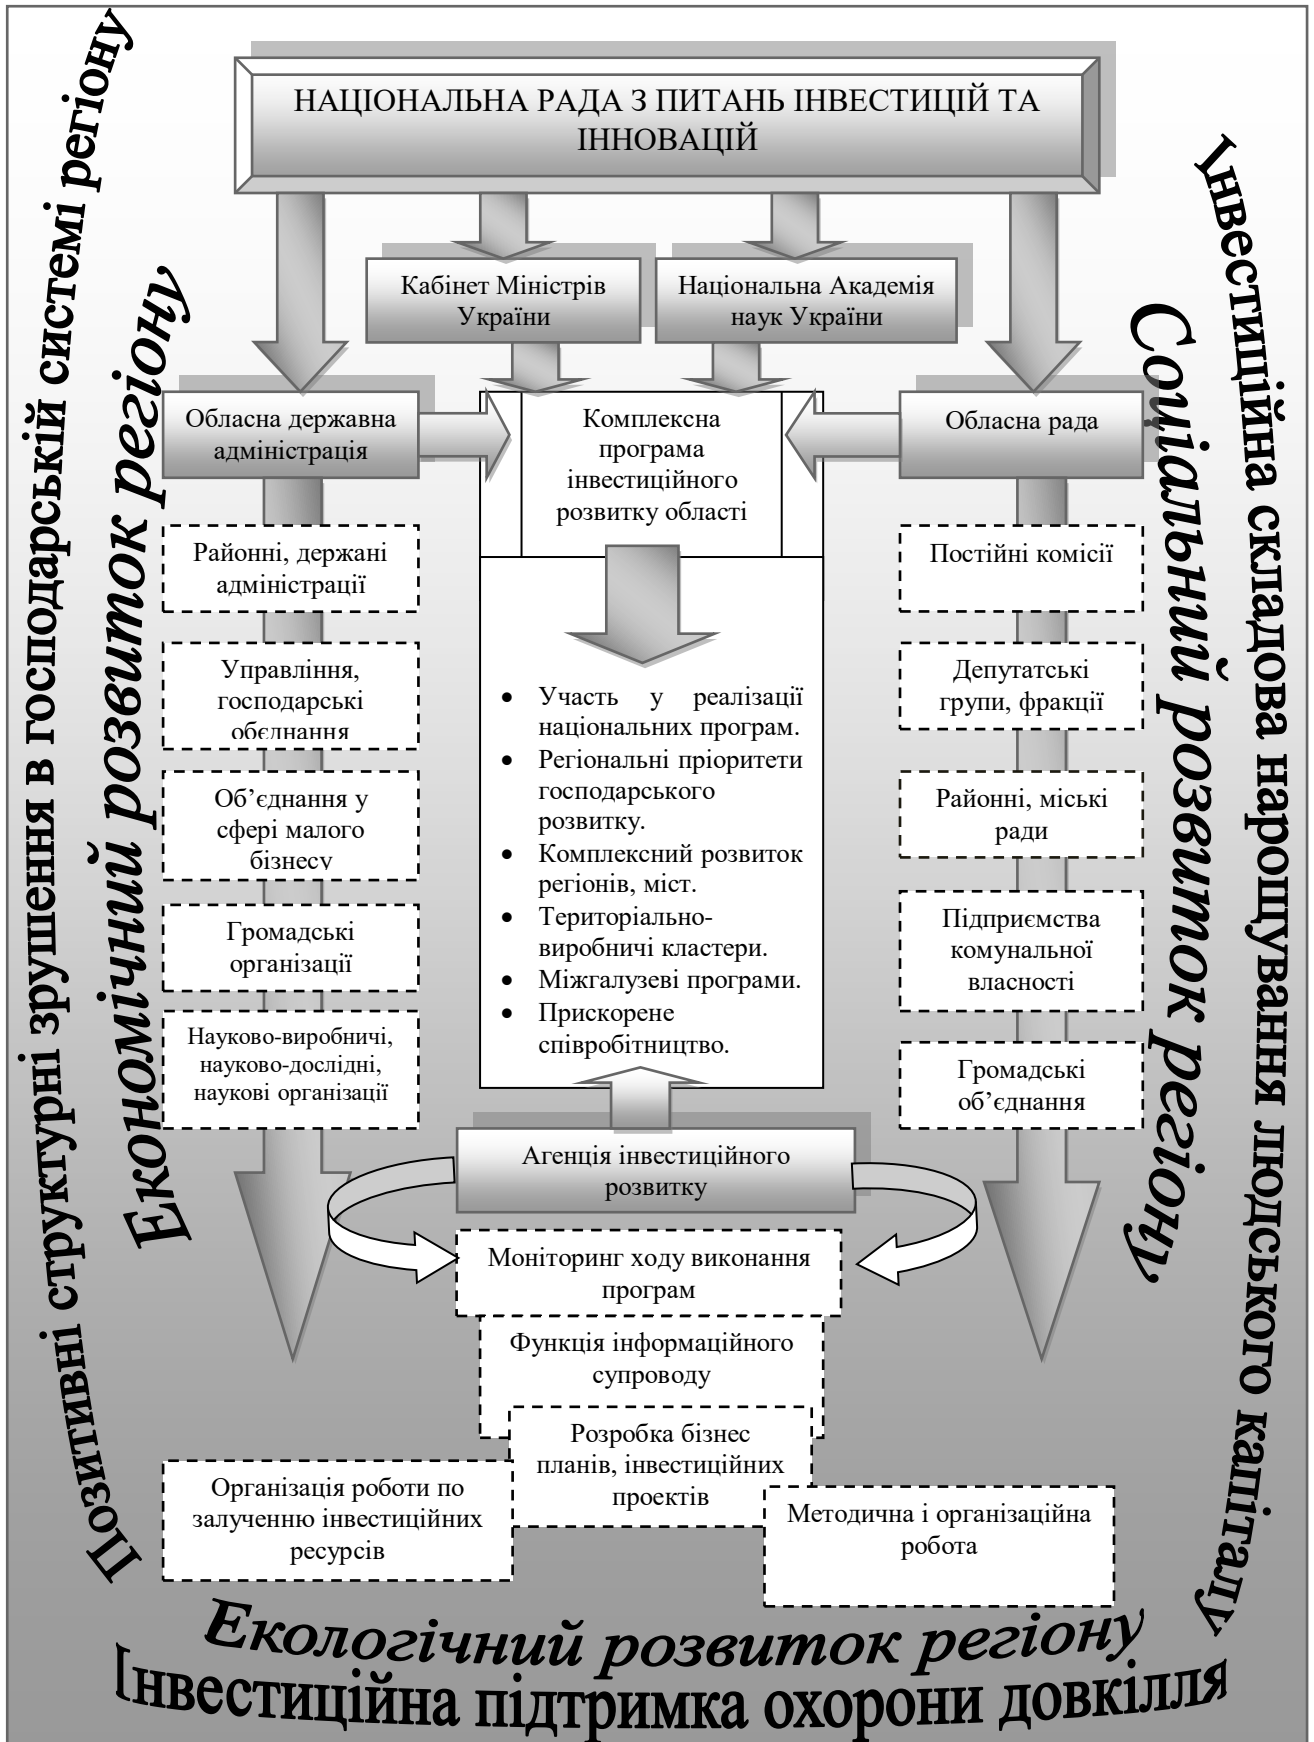 НАЦІОНАЛЬНА РАДА З ПИТАНЬ ІНВЕСТИЦІЙ ТА
ІННОВАЦІЙ
Кабінет Міністрів
України
Національна Академія
наук України
Обласна державна
адміністрація
Комплексна
програма
інвестиційного
розвитку області
Обласна рада
Районні, держані
адміністрації
Управління,
господарські
обєднання
Об’єднання у
сфері малого
бізнесу
Громадські
організації
Науково-виробничі,
науково-дослідні,
наукові організації
• Участь у реалізації
національних програм.
• Регіональні пріоритети
господарського
розвитку.
• Комплексний розвиток
регіонів, міст.
• Територіально-
виробничі кластери.
• Міжгалузеві програми.
• Прискорене
співробітництво.
Постійні комісії
Депутатські
групи, фракції
Районні, міські
ради
Підприємства
комунальної
власності
Громадські
об’єднання
Агенція інвестиційного
розвитку
Моніторинг ходу виконання
програм
Функція інформаційного
супроводу
Розробка бізнес
планів, інвестиційних
проектів
Організація роботи по
залученню інвестиційних
ресурсів
Методична і організаційна
робота
Позитивні структурні зрушення в господарській системі регіону
Економічний розвиток регіону
Соціальний розвиток регіону
Інвестиційна складова нарощування людського капіталу
Екологічний розвиток регіону
Інвестиційна підтримка охорони довкілля